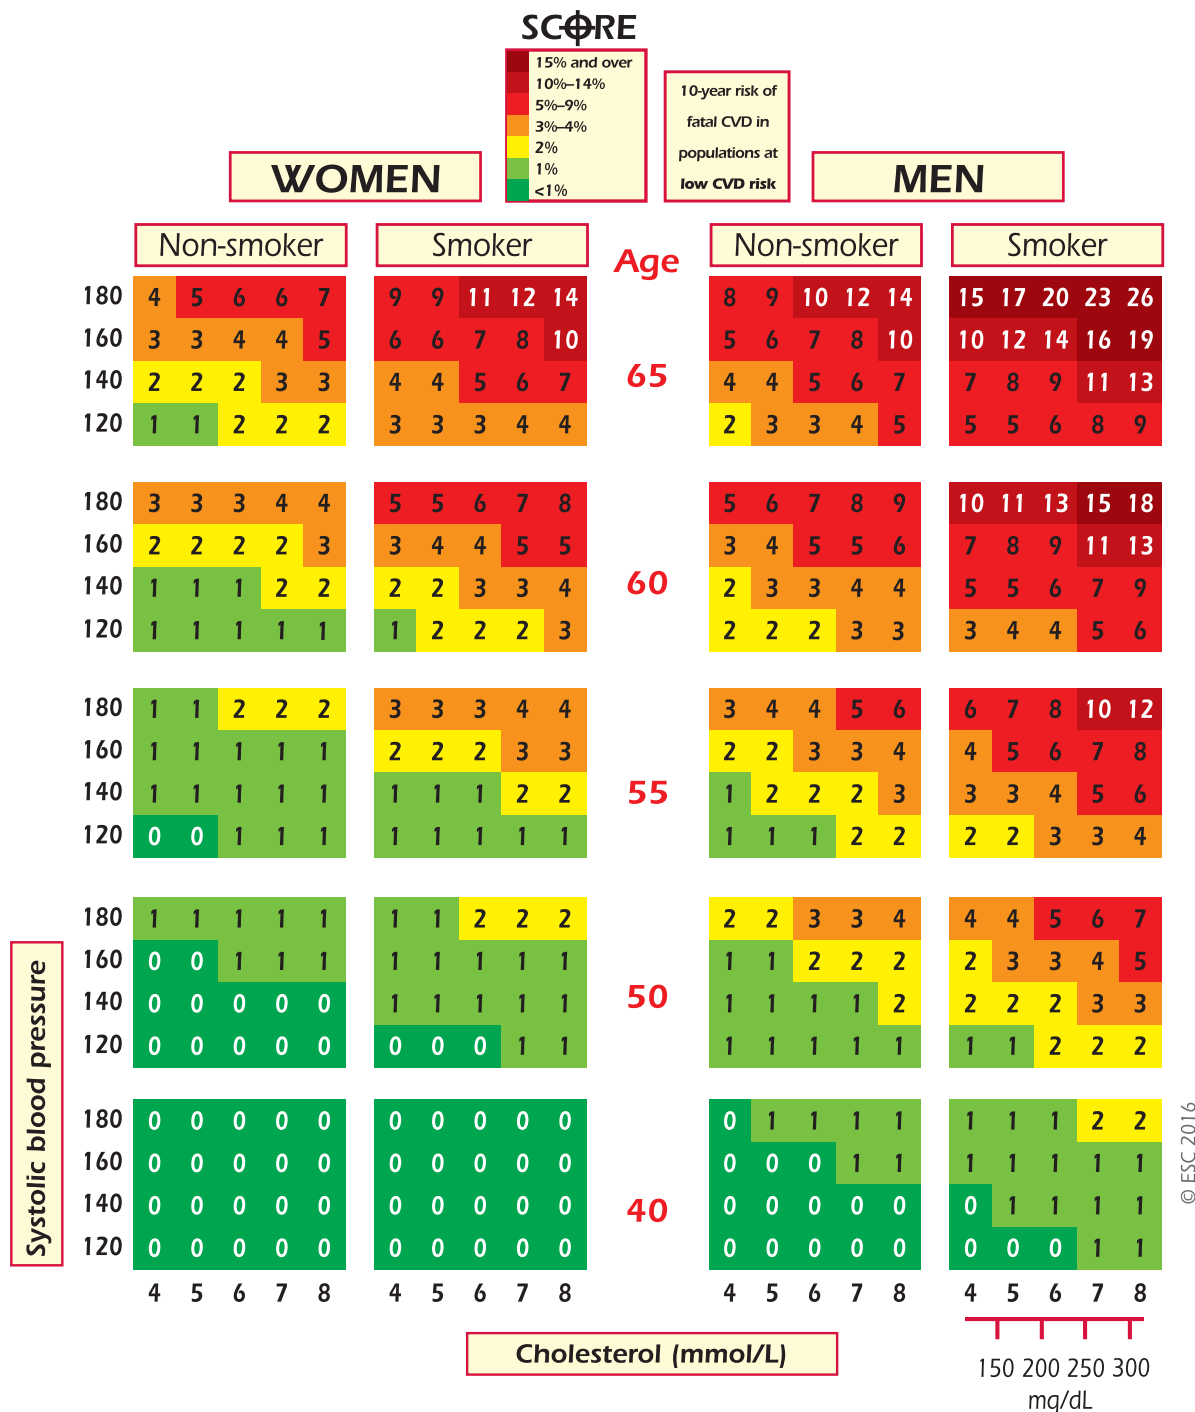 SCORE
15% and over
10%–14%
5%–9%
3%–4%
2%
1%
<1%
10-year risk of
fatal CVD in
populations at
low CVD risk
WOMEN
MEN
Non-smoker
Smoker
Age
Non-smoker
Smoker
180 4 5 6 6 7 9 9 11 12 14 8 9 10 12 14 15 17 20 23 26
160 3 3 4 4 5 6 6 7 8 10 5 6 7 8 10 10 12 14 16 19
65
140 2 2 2 3 3 4 4 5 6 7 4 4 5 6 7 7 8 9 11 13
120 1 1 2 2 2 3 3 3 4 4 2 3 3 4 5 5 5 6 8 9
180 3 3 3 4 4 5 5 6 7 8 5 6 7 8 9 10 11 13 15 18
160 2 2 2 2 3 3 4 4 5 5 3 4 5 5 6 7 8 9 11 13
60
140 1 1 1 2 2 2 2 3 3 4 2 3 3 4 4 5 5 6 7 9
120 1 1 1 1 1 1 2 2 2 3 2 2 2 3 3 3 4 4 5 6
180 1 1 2 2 2 3 3 3 4 4 3 4 4 5 6 6 7 8 10 12
160 1 1 1 1 1 2 2 2 3 3 2 2 3 3 4 4 5 6 7 8
55
140 1 1 1 1 1 1 1 1 2 2 1 2 2 2 3 3 3 4 5 6
120 0 0 1 1 1 1 1 1 1 1 1 1 1 2 2 2 2 3 3 4
180 1 1 1 1 1 1 1 2 2 2 2 2 3 3 4 4 4 5 6 7
160 0 0 1 1 1 1 1 1 1 1 1 1 2 2 2 2 3 3 4 5
50
140 0 0 0 0 0 1 1 1 1 1 1 1 1 1 2 2 2 2 3 3
120 0 0 0 0 0 0 0 0 1 1 1 1 1 1 1 1 1 2 2 2
180 0 0 0 0 0 0 0 0 0 0 0 1 1 1 1 1 1 1 2 2
160 0 0 0 0 0 0 0 0 0 0 0 0 0 1 1 1 1 1 1 1
40
140 0 0 0 0 0 0 0 0 0 0 0 0 0 0 0 0 1 1 1 1
120 0 0 0 0 0 0 0 0 0 0 0 0 0 0 0 0 0 0 1 1
4 5 6 7 8 4 5 6 7 8 4 5 6 7 8 4 5 6 7 8
Systolic blood pressure
Cholesterol (mmol/L)
150 200 250 300
mg/dL
© ESC 2016